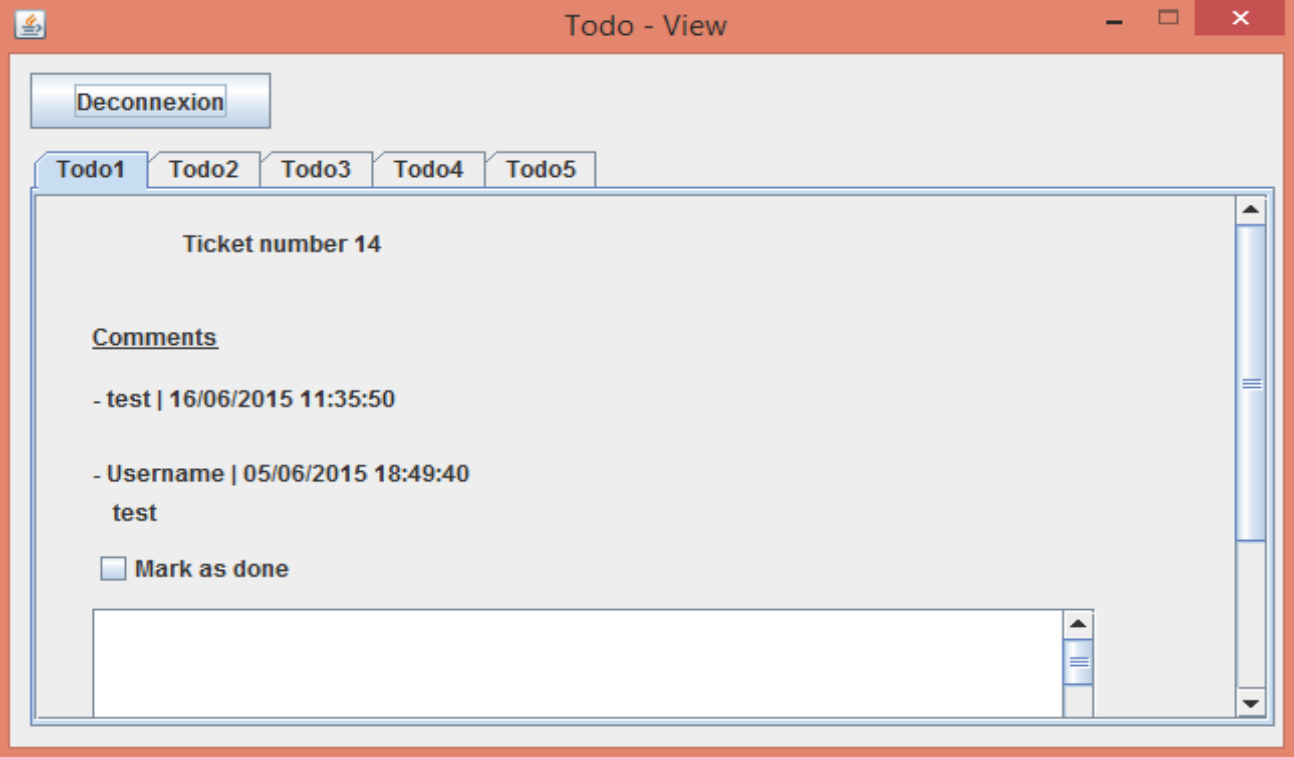 Todo - View
Deconnexion
Todo1 Todo2 Todo3 Todo4 Todo5
Ticket number 14
Comments
- test | 16/06/2015 11:35:50
- Username | 05/06/2015 18:49:40
test
Mark as done